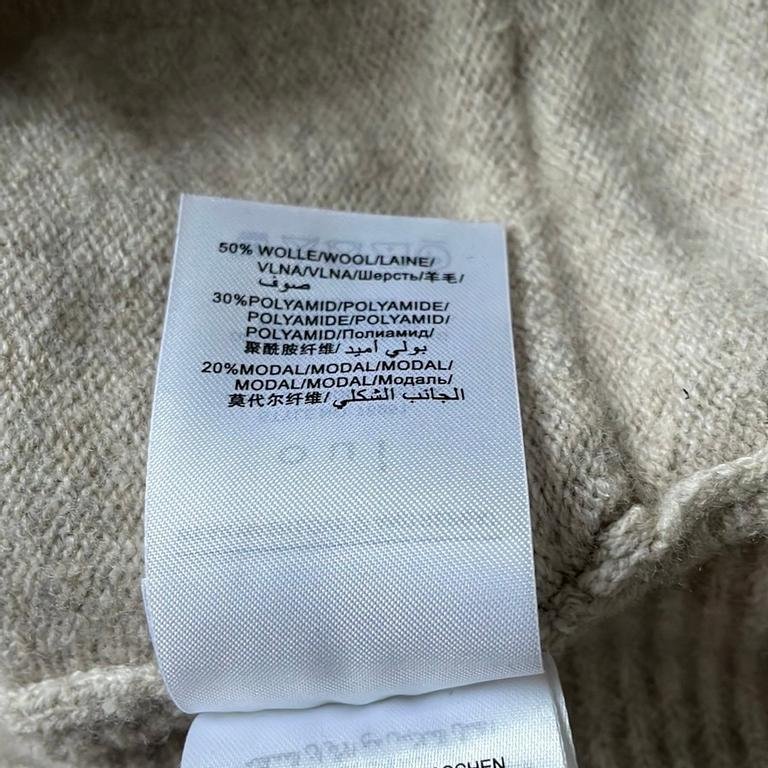 50% WOLLE/WOOL/LAINE/
VLNA/VLNA/Шерсть/羊毛/
صوف
30%POLYAMID/POLYAMIDE/
POLYAMIDE/POLYAMID/
POLYAMID/Полиамид/
聚酰胺纤维/بولي أميد
20%MODAL/MODAL/MODAL/
MODAL/MODAL/Модаль/
莫代尔纤维/الجانب الشكلي